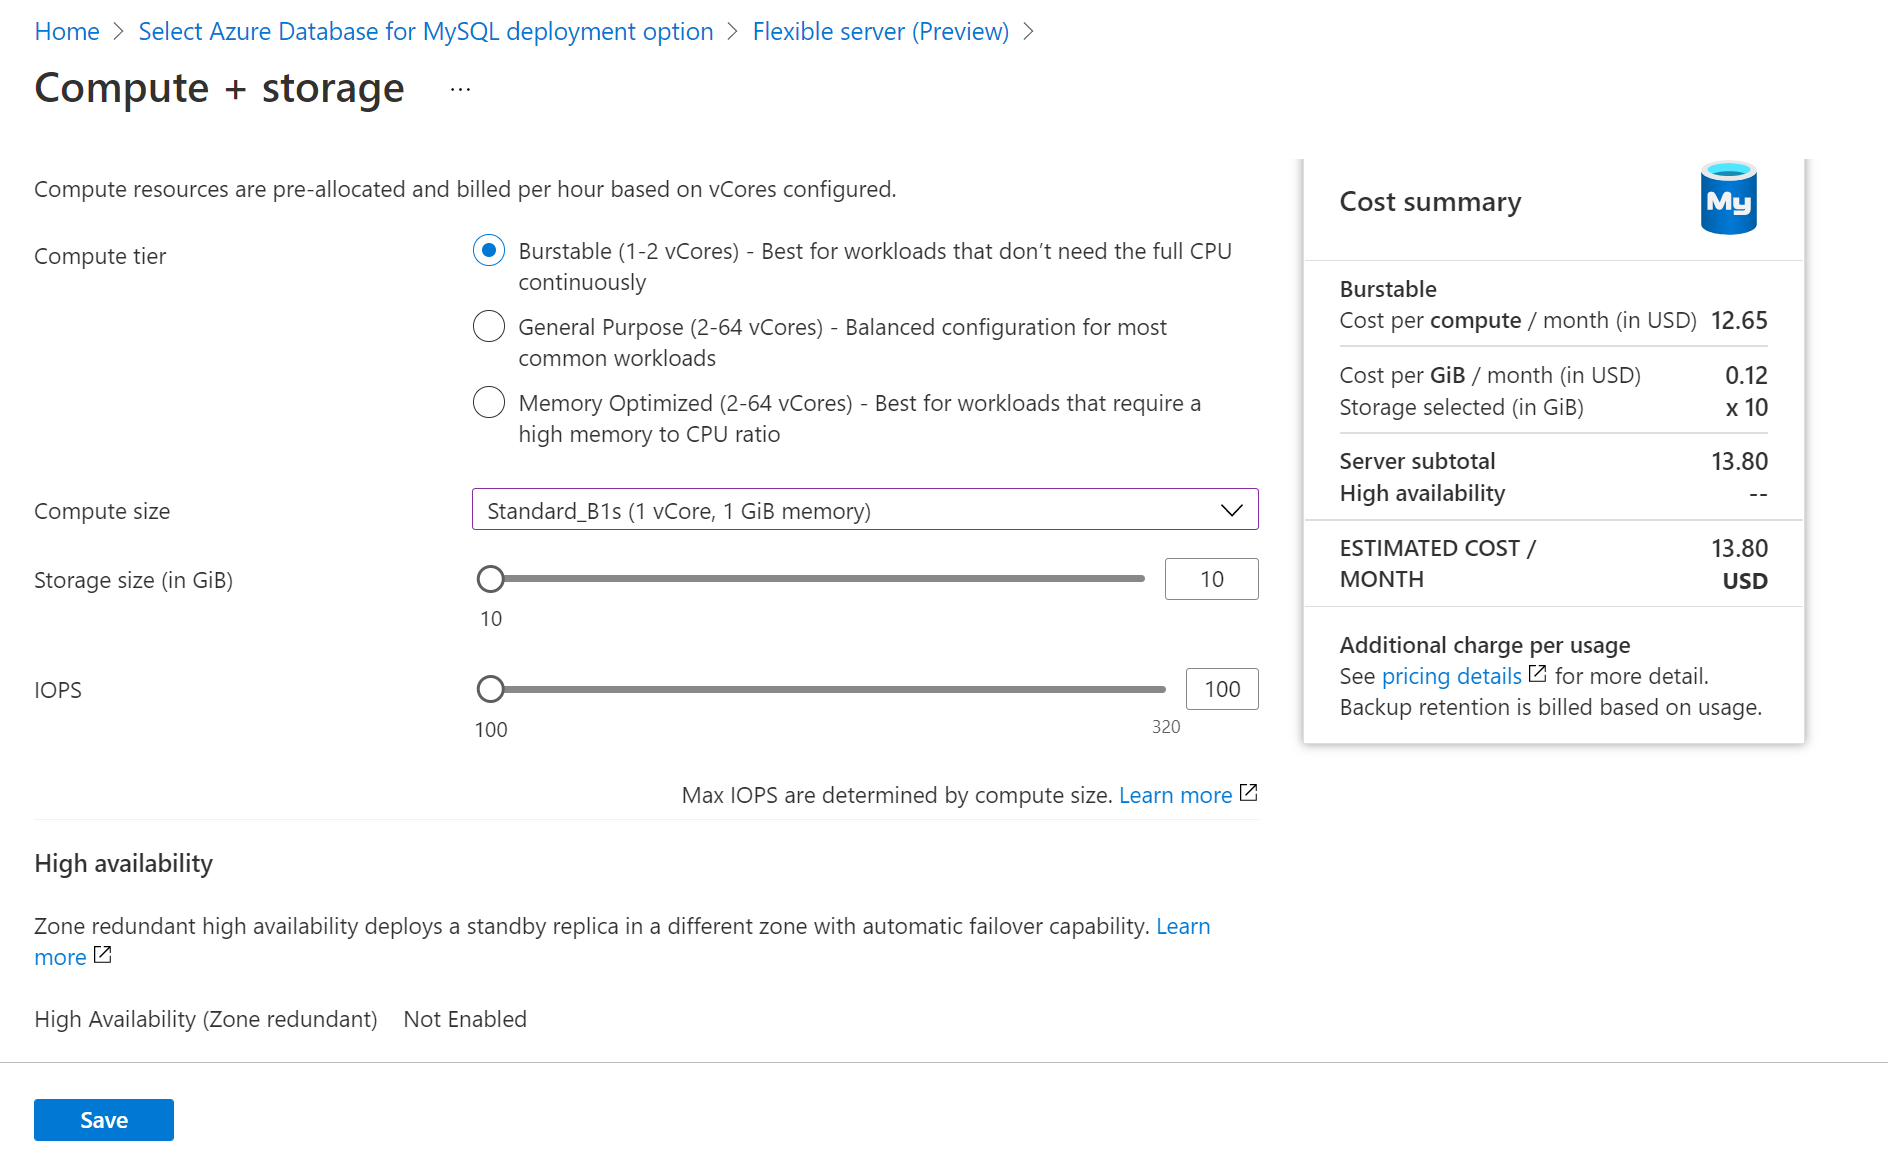 Home > Select Azure Database for MySQL deployment option > Flexible server (Preview) >
Compute + storage ...
Compute resources are pre-allocated and billed per hour based on vCores configured.
Compute tier
Burstable (1-2 vCores) - Best for workloads that don’t need the full CPU
continuously
General Purpose (2-64 vCores) - Balanced configuration for most
common workloads
Memory Optimized (2-64 vCores) - Best for workloads that require a
high memory to CPU ratio
Compute size
Standard_B1s (1 vCore, 1 GiB memory)
Storage size (in GiB)
10
10
IOPS
100
100
320
Max IOPS are determined by compute size. Learn more
High availability
Zone redundant high availability deploys a standby replica in a different zone with automatic failover capability. Learn
more
High Availability (Zone redundant) Not Enabled
Save
Cost summary
My
Burstable
Cost per compute / month (in USD) 12.65
Cost per GiB / month (in USD) 0.12
Storage selected (in GiB) x 10
Server subtotal 13.80
High availability --
ESTIMATED COST / 13.80
MONTH USD
Additional charge per usage
See pricing details for more detail.
Backup retention is billed based on usage.